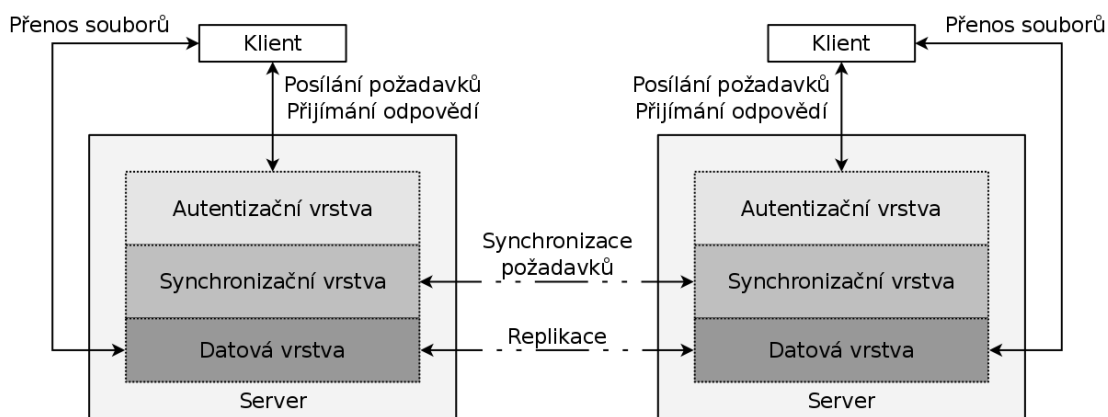 Přenos souborů
Klient
Klient
Přenos souborů
Posílání požadavků
Přijímání odpovědí
Posílání požadavků
Přijímání odpovědí
Autentizační vrstva
Autentizační vrstva
Synchronizace
požadavků
Synchronizační vrstva
Synchronizační vrstva
Replikace
Datová vrstva
Datová vrstva
Server
Server